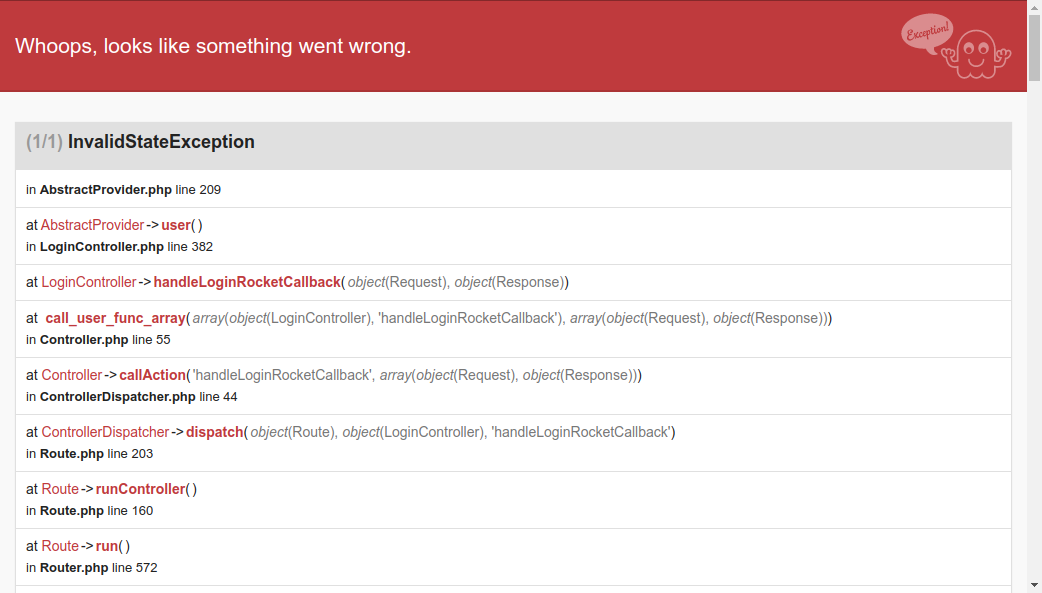 Whoops, looks like something went wrong.
Exception!
(1/1) InvalidStateException
in AbstractProvider.php line 209
at AbstractProvider->user()
in LoginController.php line 382
at LoginController->handleLoginRocketCallback(object(Request), object(Response))
at call_user_func_array(array(object(LoginController), 'handleLoginRocketCallback'), array(object(Request), object(Response)))
in Controller.php line 55
at Controller->callAction('handleLoginRocketCallback', array(object(Request), object(Response)))
in ControllerDispatcher.php line 44
at ControllerDispatcher->dispatch(object(Route), object(LoginController), 'handleLoginRocketCallback')
in Route.php line 203
at Route->runController()
in Route.php line 160
at Route->run()
in Router.php line 572